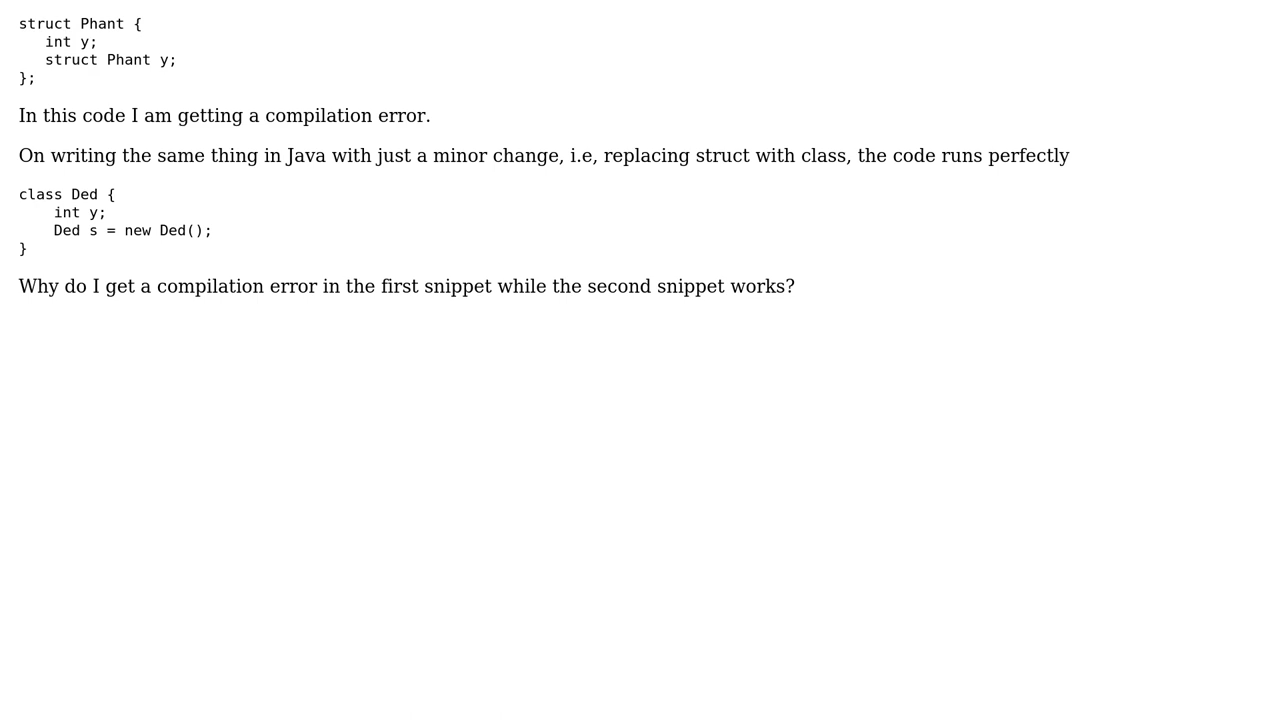 struct Phant {
   int y;
   struct Phant y;
};
In this code I am getting a compilation error.
On writing the same thing in Java with just a minor change, i.e, replacing struct with class, the code runs perfectly
class Ded {
    int y;
    Ded s = new Ded();
}
Why do I get a compilation error in the first snippet while the second snippet works?